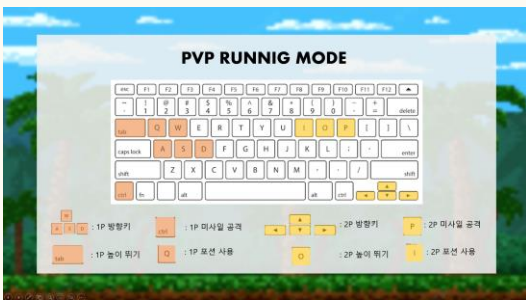 PVP RUNNIG MODE
esc F1 F2 F3 F4 F5 F6 F7 F8 F9 F10 F11 F12
~ ! @ # $ % ^ & * ( ) - +
1 2 3 4 5 6 7 8 9 0 = delete
tab Q W E R T Y U I O P [ ] \
caps lock A S D F G H J K L ; ' enter
shift Z X C V B N M . . / shift
ctrl fn alt alt ctrl
W
A S D : 1P 방향키 ctrl : 1P 미사일 공격 : 2P 방향키 P : 2P 미사일 공격
tab : 1P 높이 뛰기 Q : 1P 포션 사용 O : 2P 높이 뛰기 I : 2P 포션 사용